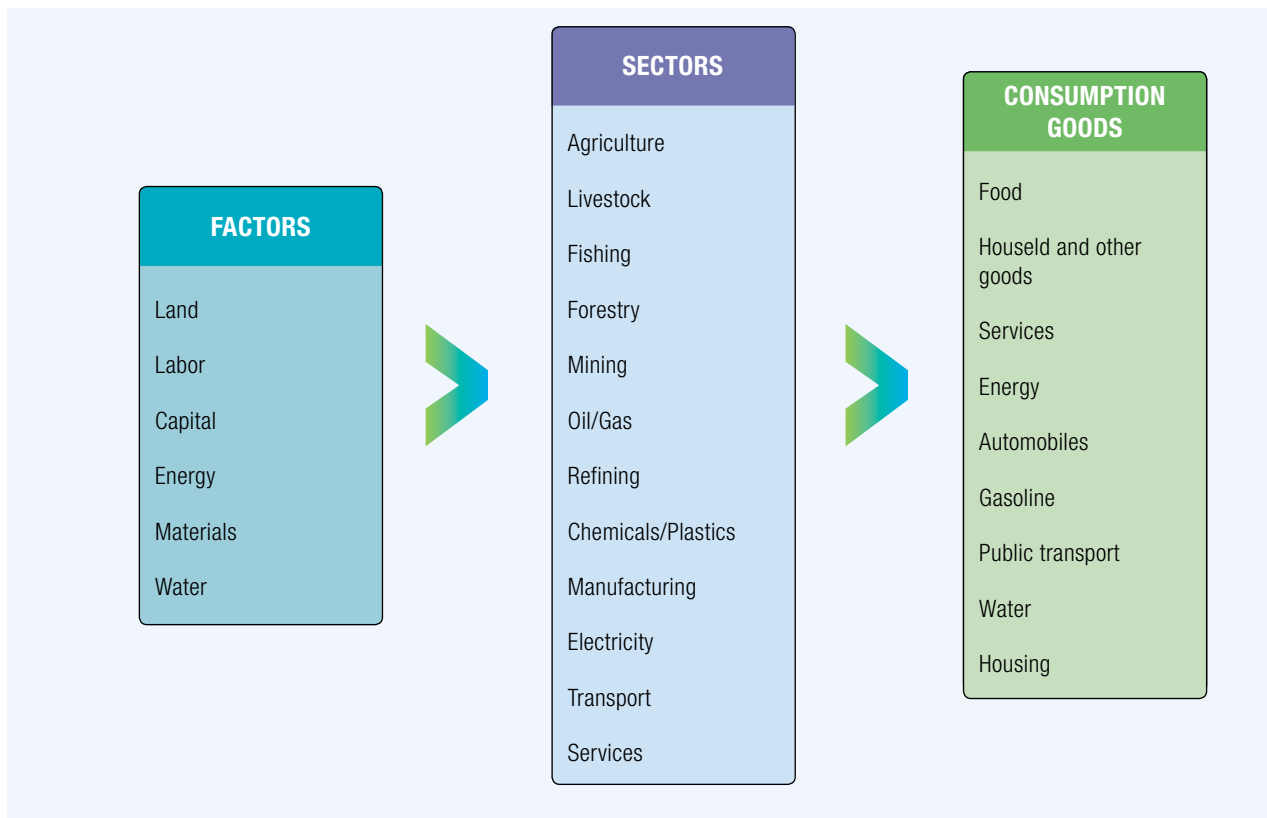 FACTORS
Land
Labor
Capital
Energy
Materials
Water
SECTORS
Agriculture
Livestock
Fishing
Forestry
Mining
Oil/Gas
Refining
Chemicals/Plastics
Manufacturing
Electricity
Transport
Services
CONSUMPTION
GOODS
Food
Houseld and other
goods
Services
Energy
Automobiles
Gasoline
Public transport
Water
Housing